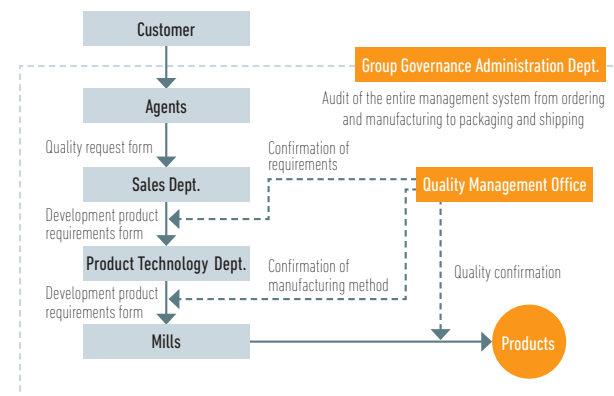 Customer
Group Governance Administration Dept.
Agents
Audit of the entire management system from ordering
and manufacturing to packaging and shipping
Quality request form
Confirmation of
requirements
Sales Dept.
Quality Management Office
Development product
requirements form
Product Technology Dept.
Confirmation of
manufacturing method
Quality confirmation
Development product
requirements form
Mills
Products